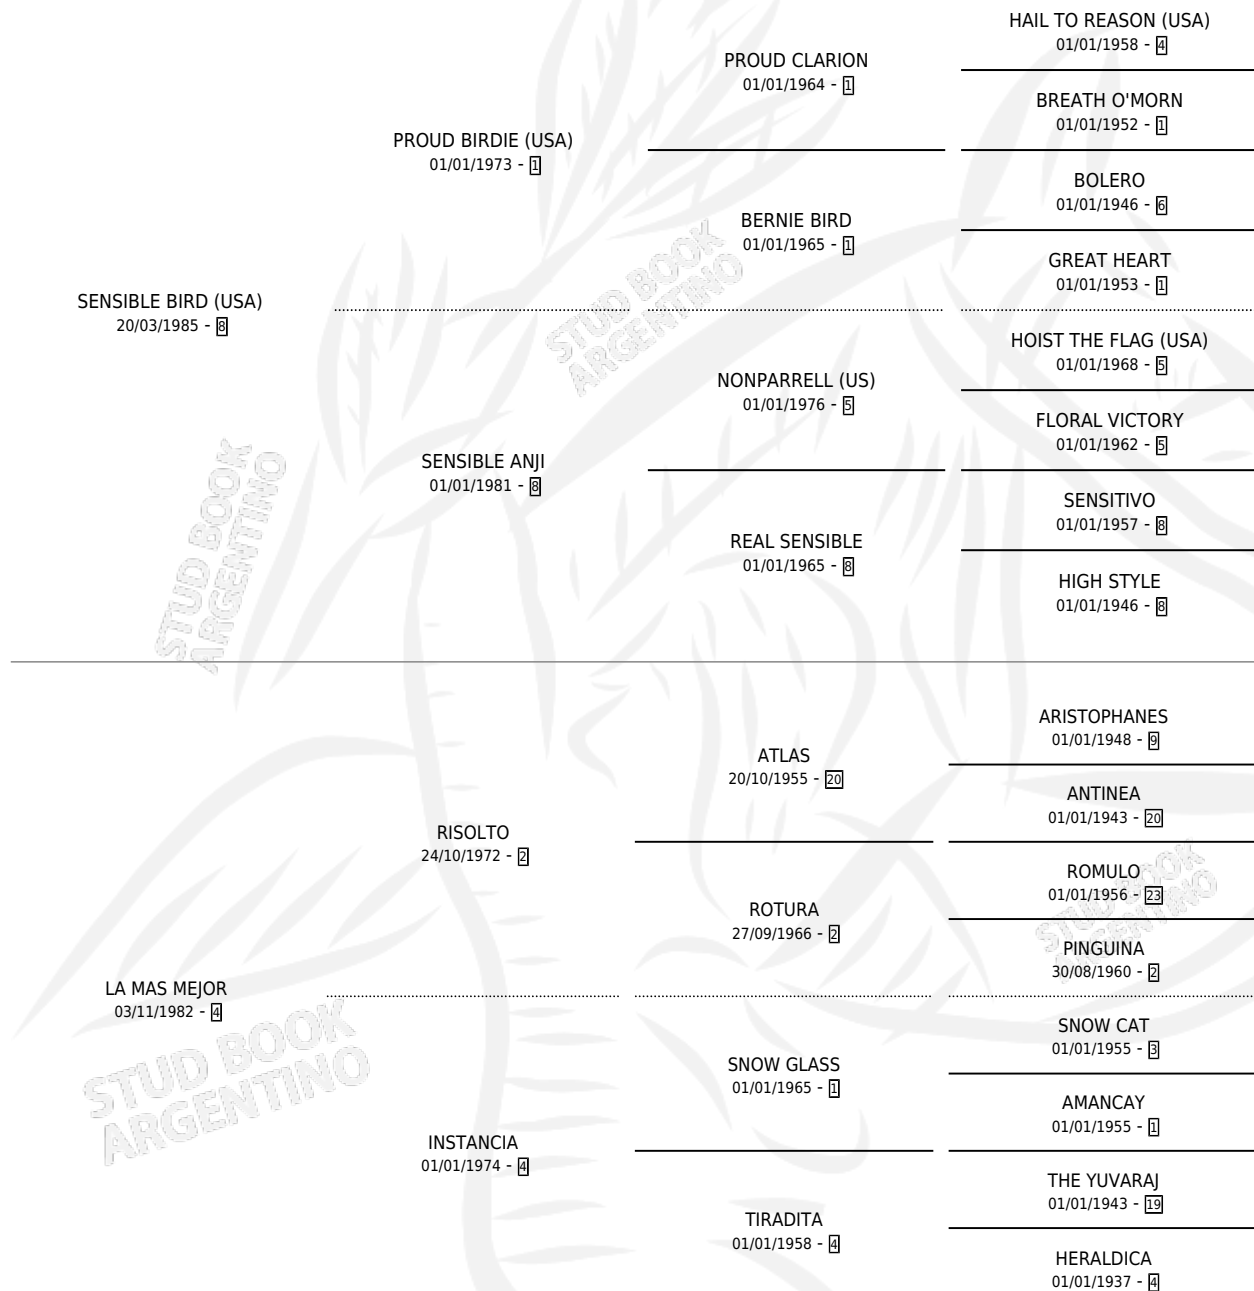 HAIL TO REASON (USA)
01/01/1958 - 4
PROUD CLARION
01/01/1964 - 1
BREATH O'MORN
01/01/1952 - 1
PROUD BIRDIE (USA)
01/01/1973 - 1
BOLERO
01/01/1946 - 6
BERNIE BIRD
01/01/1965 - 1
GREAT HEART
01/01/1953 - 1
SENSIBLE BIRD (USA)
20/03/1985 - 8
HOIST THE FLAG (USA)
01/01/1968 - 5
NONPARRELL (US)
01/01/1976 - 5
FLORAL VICTORY
01/01/1962 - 5
SENSIBLE ANJI
01/01/1981 - 8
SENSITIVO
01/01/1957 - 8
REAL SENSIBLE
01/01/1965 - 8
HIGH STYLE
01/01/1946 - 8
ARISTOPHANES
01/01/1948 - 9
ATLAS
20/10/1955 - 20
ANTINEA
01/01/1943 - 20
RISOLTO
24/10/1972 - 2
ROMULO
01/01/1956 - 23
ROTURA
27/09/1966 - 2
PINGUINA
30/08/1960 - 2
LA MAS MEJOR
03/11/1982 - 4
SNOW CAT
01/01/1955 - 3
SNOW GLASS
01/01/1965 - 1
AMANCAY
01/01/1955 - 1
INSTANCIA
01/01/1974 - 4
THE YUVARAJ
01/01/1943 - 19
TIRADITA
01/01/1958 - 4
HERALDICA
01/01/1937 - 4
STUD BOOK
ARGENTINO
STUD BOOK
ARGENTINO
STUD BOOK
ARGENTINO
STUD BOOK
ARGENTINO